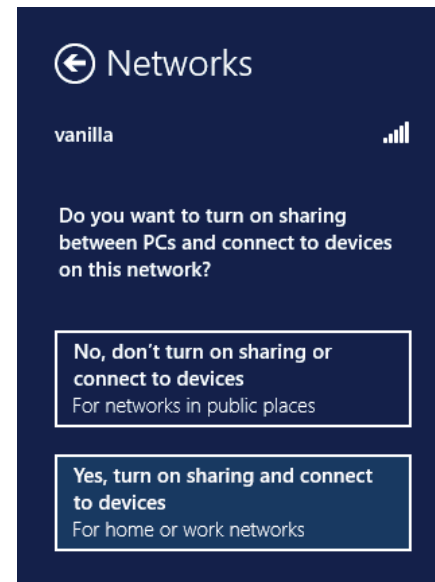 Networks
vanilla
Do you want to turn on sharing
between PCs and connect to devices
on this network?
No, don't turn on sharing or
connect to devices
For networks in public places
Yes, turn on sharing and connect
to devices
For home or work networks